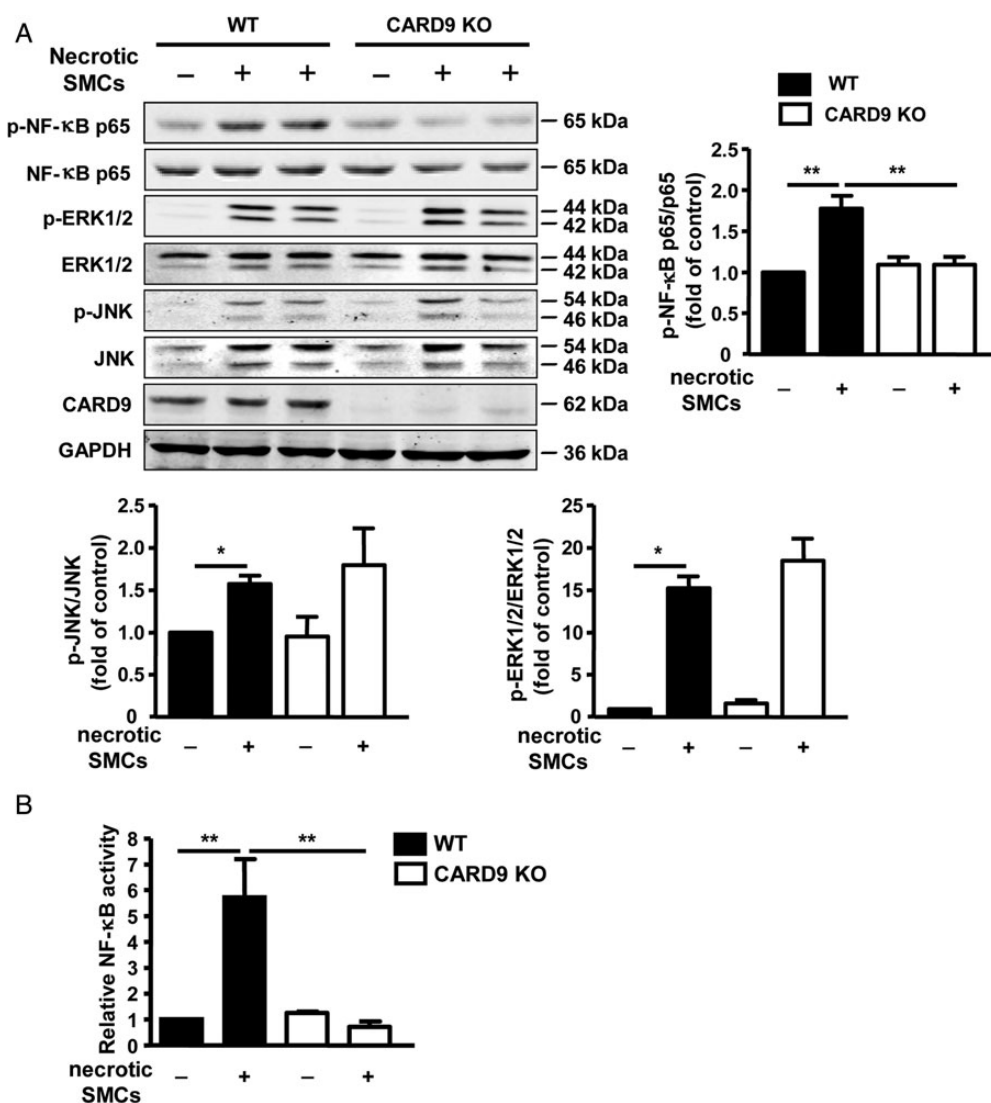 A
WT CARD9 KO
Necrotic
SMCs
– + + – + +
p-NF-κB p65 65 kDa
NF-κB p65 65 kDa
p-ERK1/2 44 kDa
42 kDa
ERK1/2 44 kDa
42 kDa
p-JNK 54 kDa
46 kDa
JNK 54 kDa
46 kDa
CARD9 62 kDa
GAPDH 36 kDa
WT
CARD9 KO
p-NF-κB p65/p65
(fold of control)
2.5
2.0
1.5
1.0
0.5
0
** **
necrotic
SMCs
– + – +
p-JNK/JNK
(fold of control)
2.5
2.0
1.5
1.0
0.5
0
*
necrotic
SMCs
– + – +
p-ERK1/2/ERK1/2
(fold of control)
25
20
15
10
5
0
*
necrotic
SMCs
– + – +
B
Relative NF-κB activity
8
7
6
5
4
3
2
1
0
** **
WT
CARD9 KO
necrotic
SMCs
– + – +